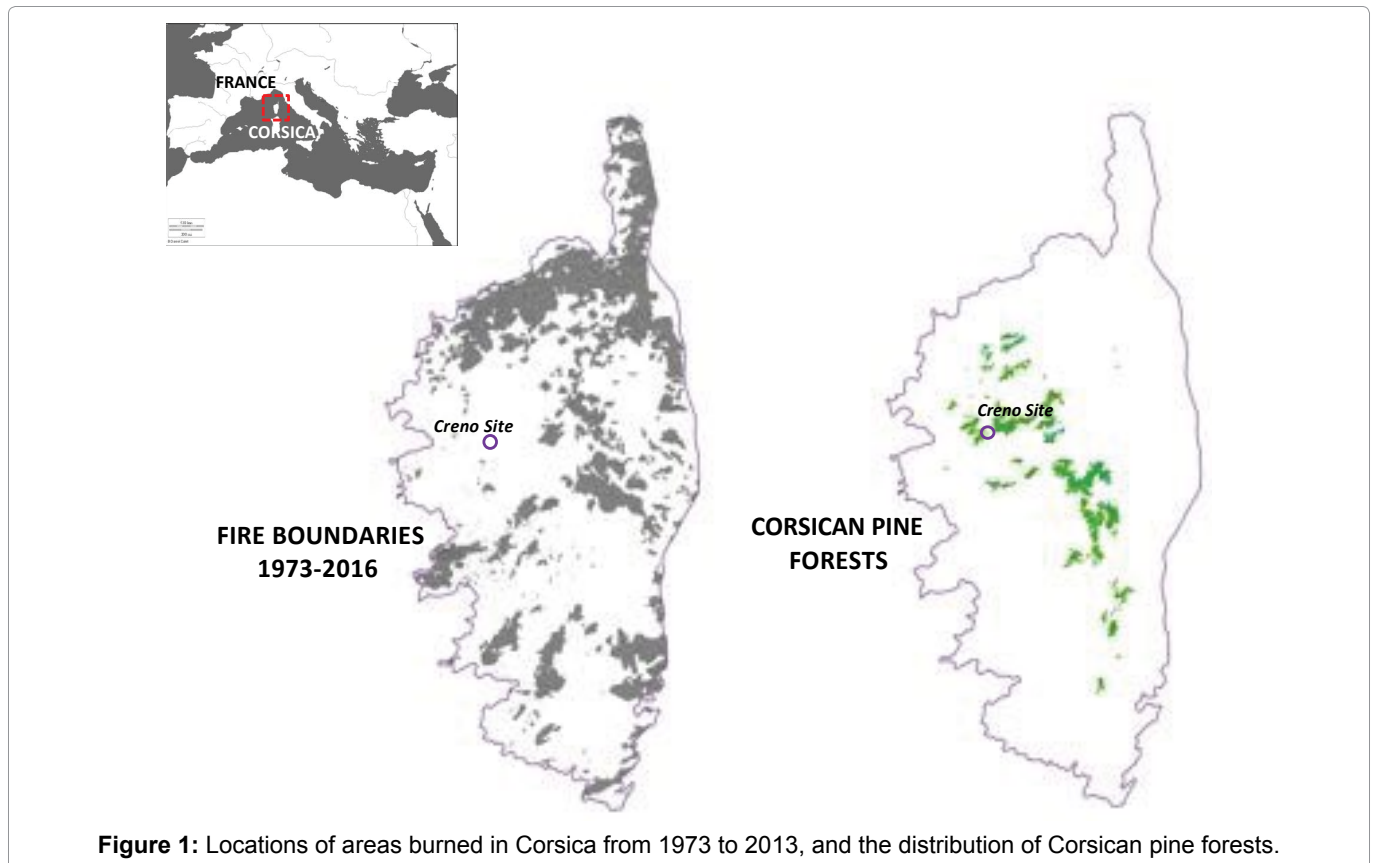 FRANCE
CORSICA
Creno Site
FIRE BOUNDARIES
1973-2016
Creno Site
CORSICAN PINE
FORESTS
Figure 1: Locations of areas burned in Corsica from 1973 to 2013, and the distribution of Corsican pine forests.